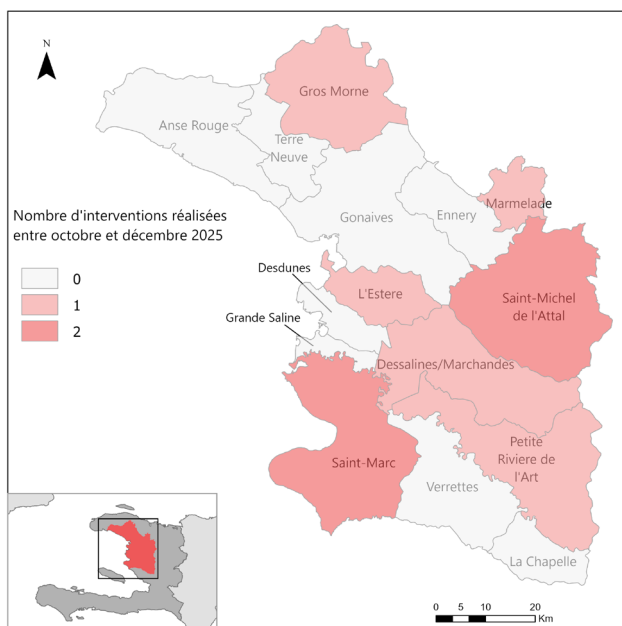 N
Gros Morne
Anse Rouge
Terre
Neuve
Marmelade
Gonaives
Ennery
Nombre d'interventions réalisées
entre octobre et décembre 2025
0
1
2
Desdunes
L'Estere
Grande Saline
Saint-Michel
de l'Attal
Dessalines/Marchandes
Saint-Marc
Petite
Riviere de
l'Art
Verrettes
La Chapelle
0 5 10 20
Km